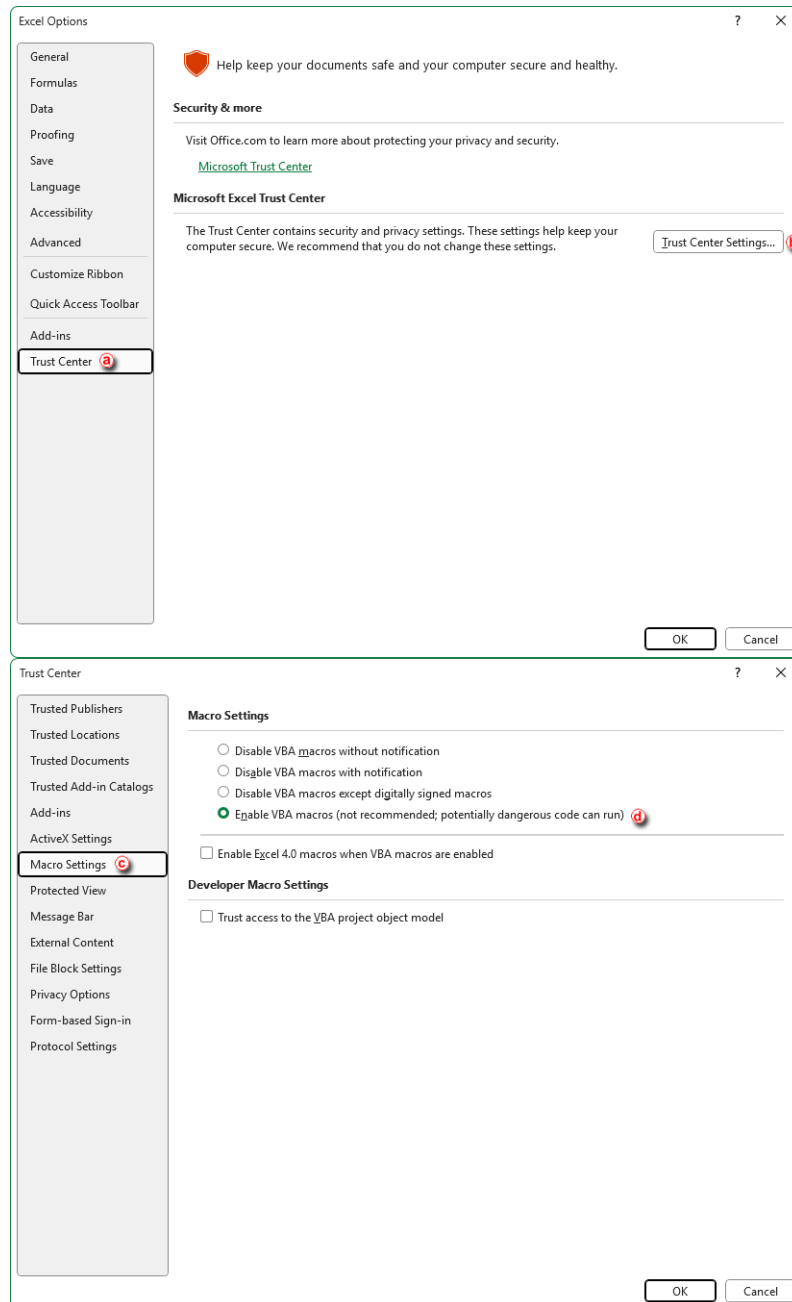 Excel Options
?
General
Formulas
Data
Proofing
Save
Language
Accessibility
Advanced
Customize Ribbon
Quick Access Toolbar
Add-ins
Trust Center a
Help keep your documents safe and your computer secure and healthy.
Security & more
Visit Office.com to learn more about protecting your privacy and security.
Microsoft Trust Center
Microsoft Excel Trust Center
The Trust Center contains security and privacy settings. These settings help keep your
computer secure. We recommend that you do not change these settings.
Trust Center Settings...
OK
Cancel
Trust Center
?
Trusted Publishers
Trusted Locations
Trusted Documents
Trusted Add-in Catalogs
Add-ins
ActiveX Settings
Macro Settings c
Protected View
Message Bar
External Content
File Block Settings
Privacy Options
Form-based Sign-in
Protocol Settings
Macro Settings
Disable VBA macros without notification
Disable VBA macros with notification
Disable VBA macros except digitally signed macros
Enable VBA macros (not recommended; potentially dangerous code can run) d
Enable Excel 4.0 macros when VBA macros are enabled
Developer Macro Settings
Trust access to the VBA project object model
OK
Cancel